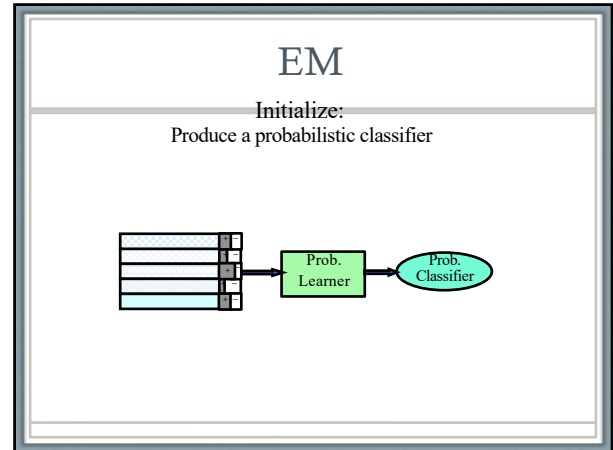 EM
Initialize:
Produce a probabilistic classifier
+ −
+ −
+ −
+ −
+ −
Prob.
Learner
Prob.
Classifier